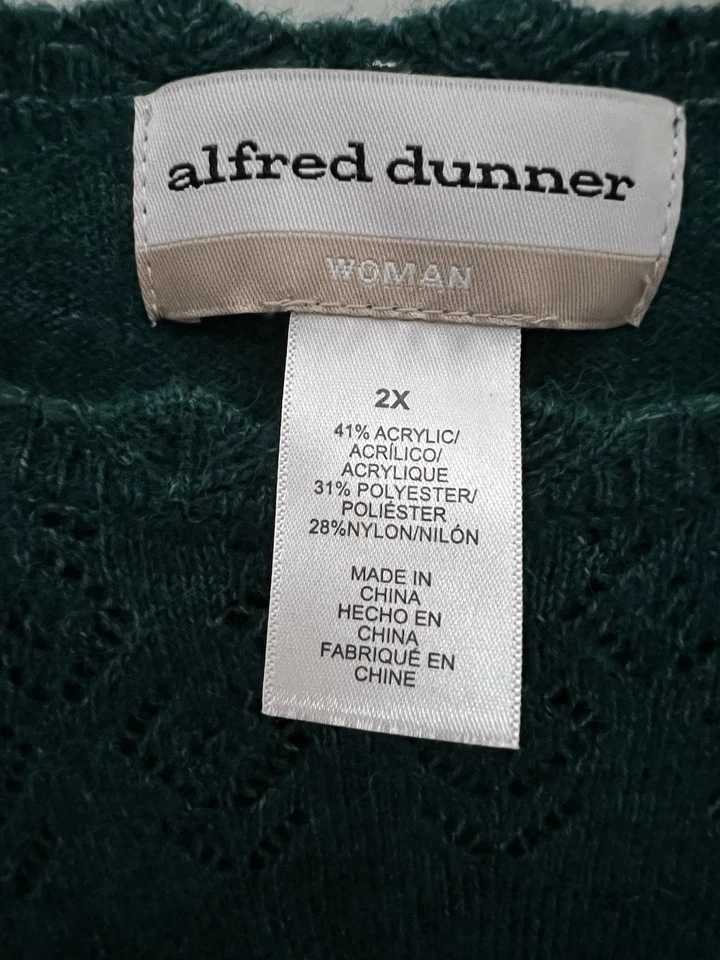 alfred dunner
WOMAN
2X
41% ACRYLIC/
ACRÍLICO/
ACRYLIQUE
31% POLYESTER/
POLIÉSTER
28%NYLON/NILÓN
MADE IN
CHINA
HECHO EN
CHINA
FABRIQUÉ EN
CHINE